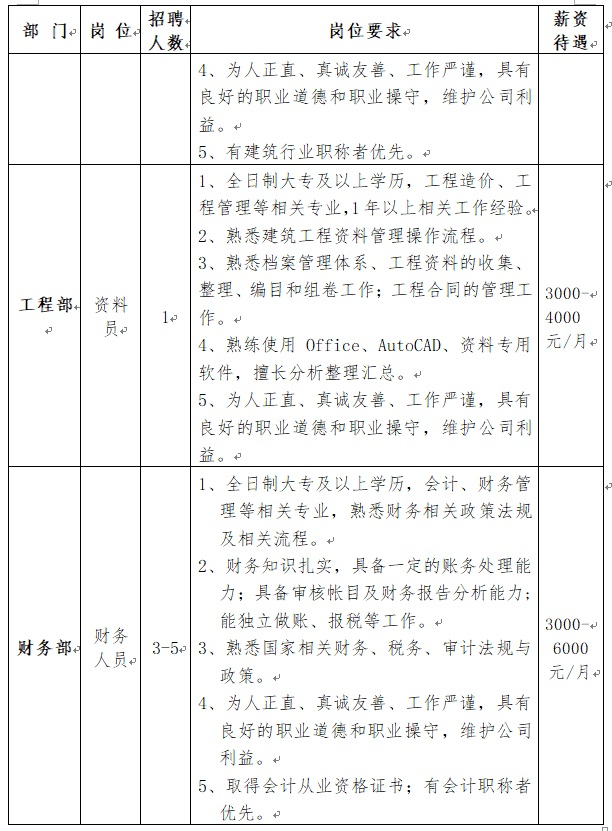 部 门 岗 位 招聘人数 岗位要求 薪资待遇
4、为人正直、真诚友善、工作严谨，具有
良好的职业道德和职业操守，维护公司利
益。
5、有建筑行业职称者优先。
工程部
资料
员
1
1、全日制大专及以上学历，工程造价、工
程管理等相关专业，1年以上相关工作经验。
2、熟悉建筑工程资料管理操作流程。
3、熟悉档案管理体系、工程资料的收集、
整理、编目和组卷工作；工程合同的管理工
作。
4、熟练使用 Office、AutoCAD、资料专用
软件，擅长分析整理汇总。
5、为人正直、真诚友善、工作严谨，具有
良好的职业道德和职业操守，维护公司利
益。
3000-
4000
元/月
财务部
财务
人员
3-5
1、全日制大专及以上学历，会计、财务管
理等相关专业，熟悉财务相关政策法规
及相关流程。
2、财务知识扎实，具备一定的账务处理能
力；具备审核帐目及财务报告分析能力；
能独立做账、报税等工作。
3、熟悉国家相关财务、税务、审计法规与
政策。
4、为人正直、真诚友善、工作严谨，具有
良好的职业道德和职业操守，维护公司
利益。
5、取得会计从业资格证书；有会计职称者
优先。
3000-
6000
元/月